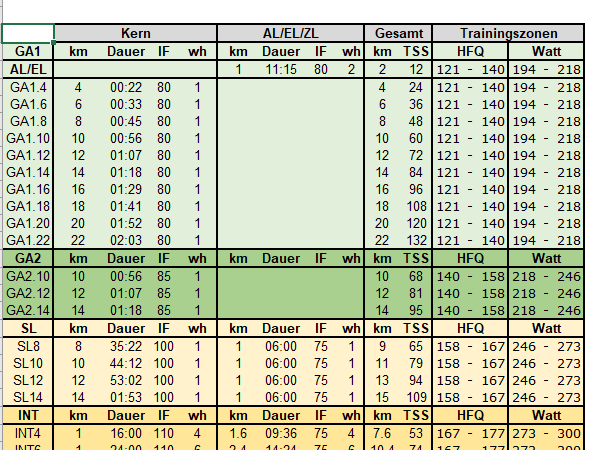 Kern AL/EL/ZL Gesamt Trainingszonen
GA1 km Dauer IF wh km Dauer IF wh km TSS HFQ Watt
AL/EL 1 11:15 80 2 2 12 121 - 140 194 - 218
GA1.4 4 00:22 80 1 4 24 121 - 140 194 - 218
GA1.6 6 00:33 80 1 6 36 121 - 140 194 - 218
GA1.8 8 00:45 80 1 8 48 121 - 140 194 - 218
GA1.10 10 00:56 80 1 10 60 121 - 140 194 - 218
GA1.12 12 01:07 80 1 12 72 121 - 140 194 - 218
GA1.14 14 01:18 80 1 14 84 121 - 140 194 - 218
GA1.16 16 01:29 80 1 16 96 121 - 140 194 - 218
GA1.18 18 01:41 80 1 18 108 121 - 140 194 - 218
GA1.20 20 01:52 80 1 20 120 121 - 140 194 - 218
GA1.22 22 02:03 80 1 22 132 121 - 140 194 - 218
GA2 km Dauer IF wh km Dauer IF wh km TSS HFQ Watt
GA2.10 10 00:56 85 1 10 68 140 - 158 218 - 246
GA2.12 12 01:07 85 1 12 81 140 - 158 218 - 246
GA2.14 14 01:18 85 1 14 95 140 - 158 218 - 246
SL km Dauer IF wh km Dauer IF wh km TSS HFQ Watt
SL8 8 35:22 100 1 1 06:00 75 1 9 65 158 - 167 246 - 273
SL10 10 44:12 100 1 1 06:00 75 1 11 79 158 - 167 246 - 273
SL12 12 53:02 100 1 1 06:00 75 1 13 94 158 - 167 246 - 273
SL14 14 01:53 100 1 1 06:00 75 1 15 109 158 - 167 246 - 273
INT km Dauer IF wh km Dauer IF wh km TSS HFQ Watt
INT4 1 16:00 110 4 1.6 09:36 75 4 7.6 53 167 - 177 273 - 300